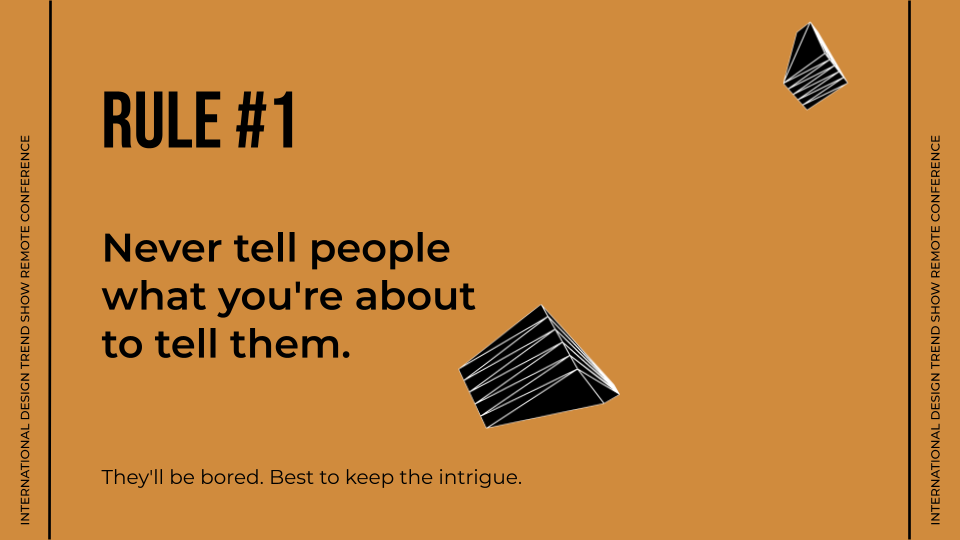 RULE #1
Never tell people
what you're about
to tell them.
They'll be bored. Best to keep the intrigue.
INTERNATIONAL DESIGN TREND SHOW REMOTE CONFERENCE
INTERNATIONAL DESIGN TREND SHOW REMOTE CONFERENCE